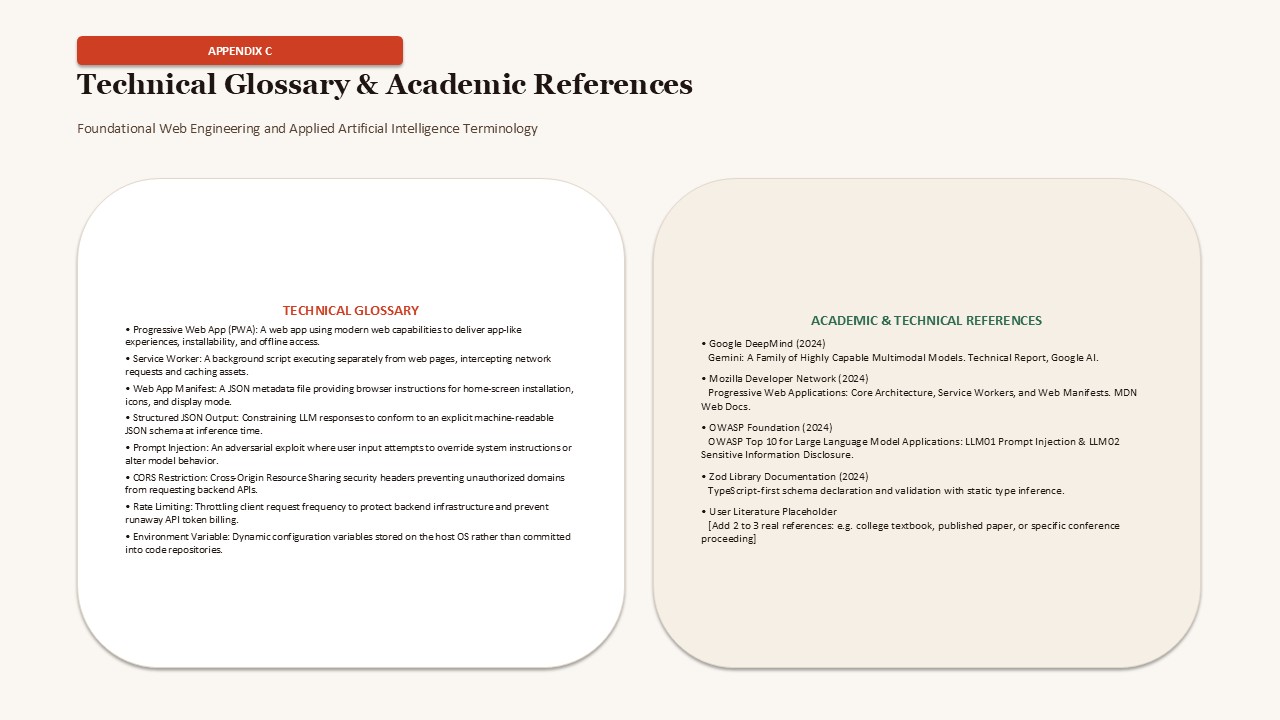 APPENDIX C
Technical Glossary & Academic References
Foundational Web Engineering and Applied Artificial Intelligence Terminology
TECHNICAL GLOSSARY
• Progressive Web App (PWA): A web app using modern web capabilities to deliver app-like
experiences, installability, and offline access.
• Service Worker: A background script executing separately from web pages, intercepting network
requests and caching assets.
• Web App Manifest: A JSON metadata file providing browser instructions for home-screen installation,
icons, and display mode.
• Structured JSON Output: Constraining LLM responses to conform to an explicit machine-readable
JSON schema at inference time.
• Prompt Injection: An adversarial exploit where user input attempts to override system instructions or
alter model behavior.
• CORS Restriction: Cross-Origin Resource Sharing security headers preventing unauthorized domains
from requesting backend APIs.
• Rate Limiting: Throttling client request frequency to protect backend infrastructure and prevent
runaway API token billing.
• Environment Variable: Dynamic configuration variables stored on the host OS rather than committed
into code repositories.
ACADEMIC & TECHNICAL REFERENCES
• Google DeepMind (2024)
Gemini: A Family of Highly Capable Multimodal Models. Technical Report, Google AI.
• Mozilla Developer Network (2024)
Progressive Web Applications: Core Architecture, Service Workers, and Web Manifests. MDN
Web Docs.
• OWASP Foundation (2024)
OWASP Top 10 for Large Language Model Applications: LLM01 Prompt Injection & LLM02
Sensitive Information Disclosure.
• Zod Library Documentation (2024)
TypeScript-first schema declaration and validation with static type inference.
• User Literature Placeholder
[Add 2 to 3 real references: e.g. college textbook, published paper, or specific conference
proceeding]